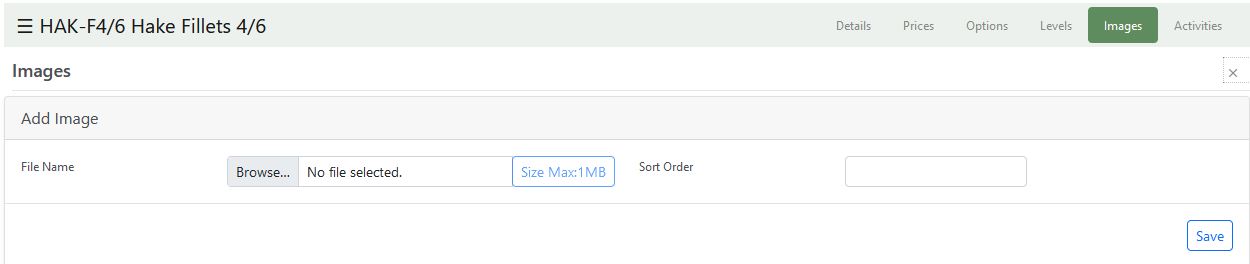 ☰ HAK-F4/6 Hake Fillets 4/6 Details Prices Options Levels Images Activities
Images ×
Add Image
File Name Browse... No file selected. Size Max:1MB Sort Order
Save